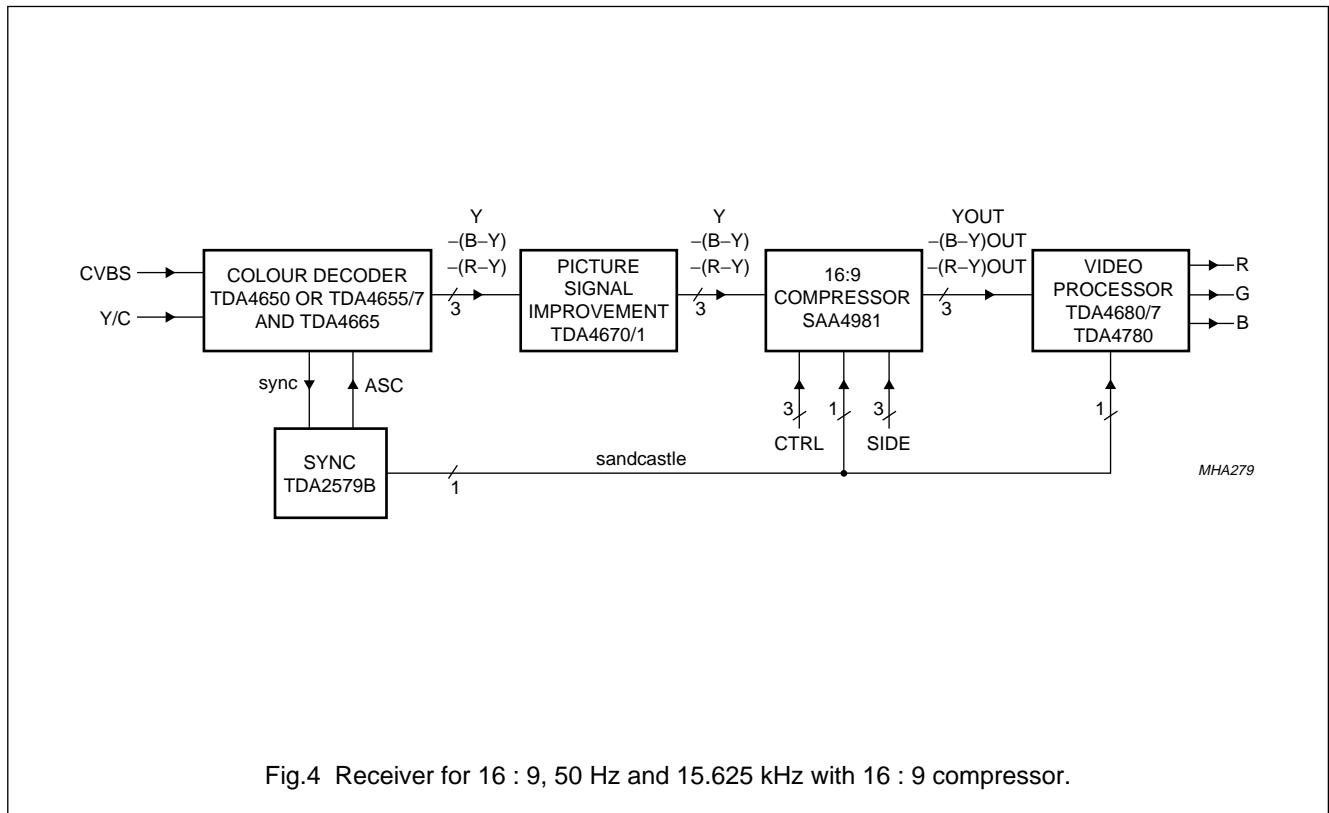 Y
–(B–Y)
–(R–Y)
Y
–(B–Y)
–(R–Y)
YOUT
–(B–Y)OUT
–(R–Y)OUT
CVBS
Y/C
COLOUR DECODER
TDA4650 OR TDA4655/7
AND TDA4665
3
PICTURE
SIGNAL
IMPROVEMENT
TDA4670/1
3
16:9
COMPRESSOR
SAA4981
3
VIDEO
PROCESSOR
TDA4680/7
TDA4780
R
G
B
sync
ASC
3
1
3
1
CTRL
SIDE
SYNC
TDA2579B
1
sandcastle
MHA279
Fig.4 Receiver for 16 : 9, 50 Hz and 15.625 kHz with 16 : 9 compressor.